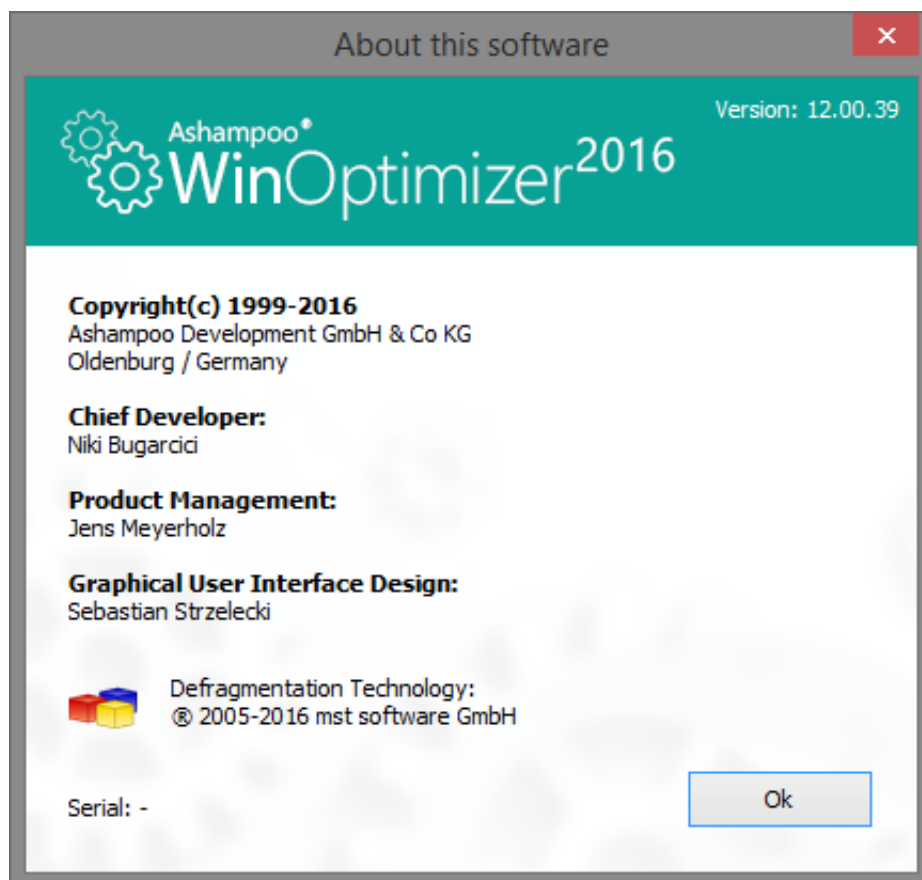 About this software
Version: 12.00.39
Ashampoo®
WinOptimizer 2016
Copyright(c) 1999-2016
Ashampoo Development GmbH & Co KG
Oldenburg / Germany
Chief Developer:
Niki Bugarcici
Product Management:
Jens Meyerholz
Graphical User Interface Design:
Sebastian Strzelecki
Defragmentation Technology:
® 2005-2016 mst software GmbH
Serial: -
Ok